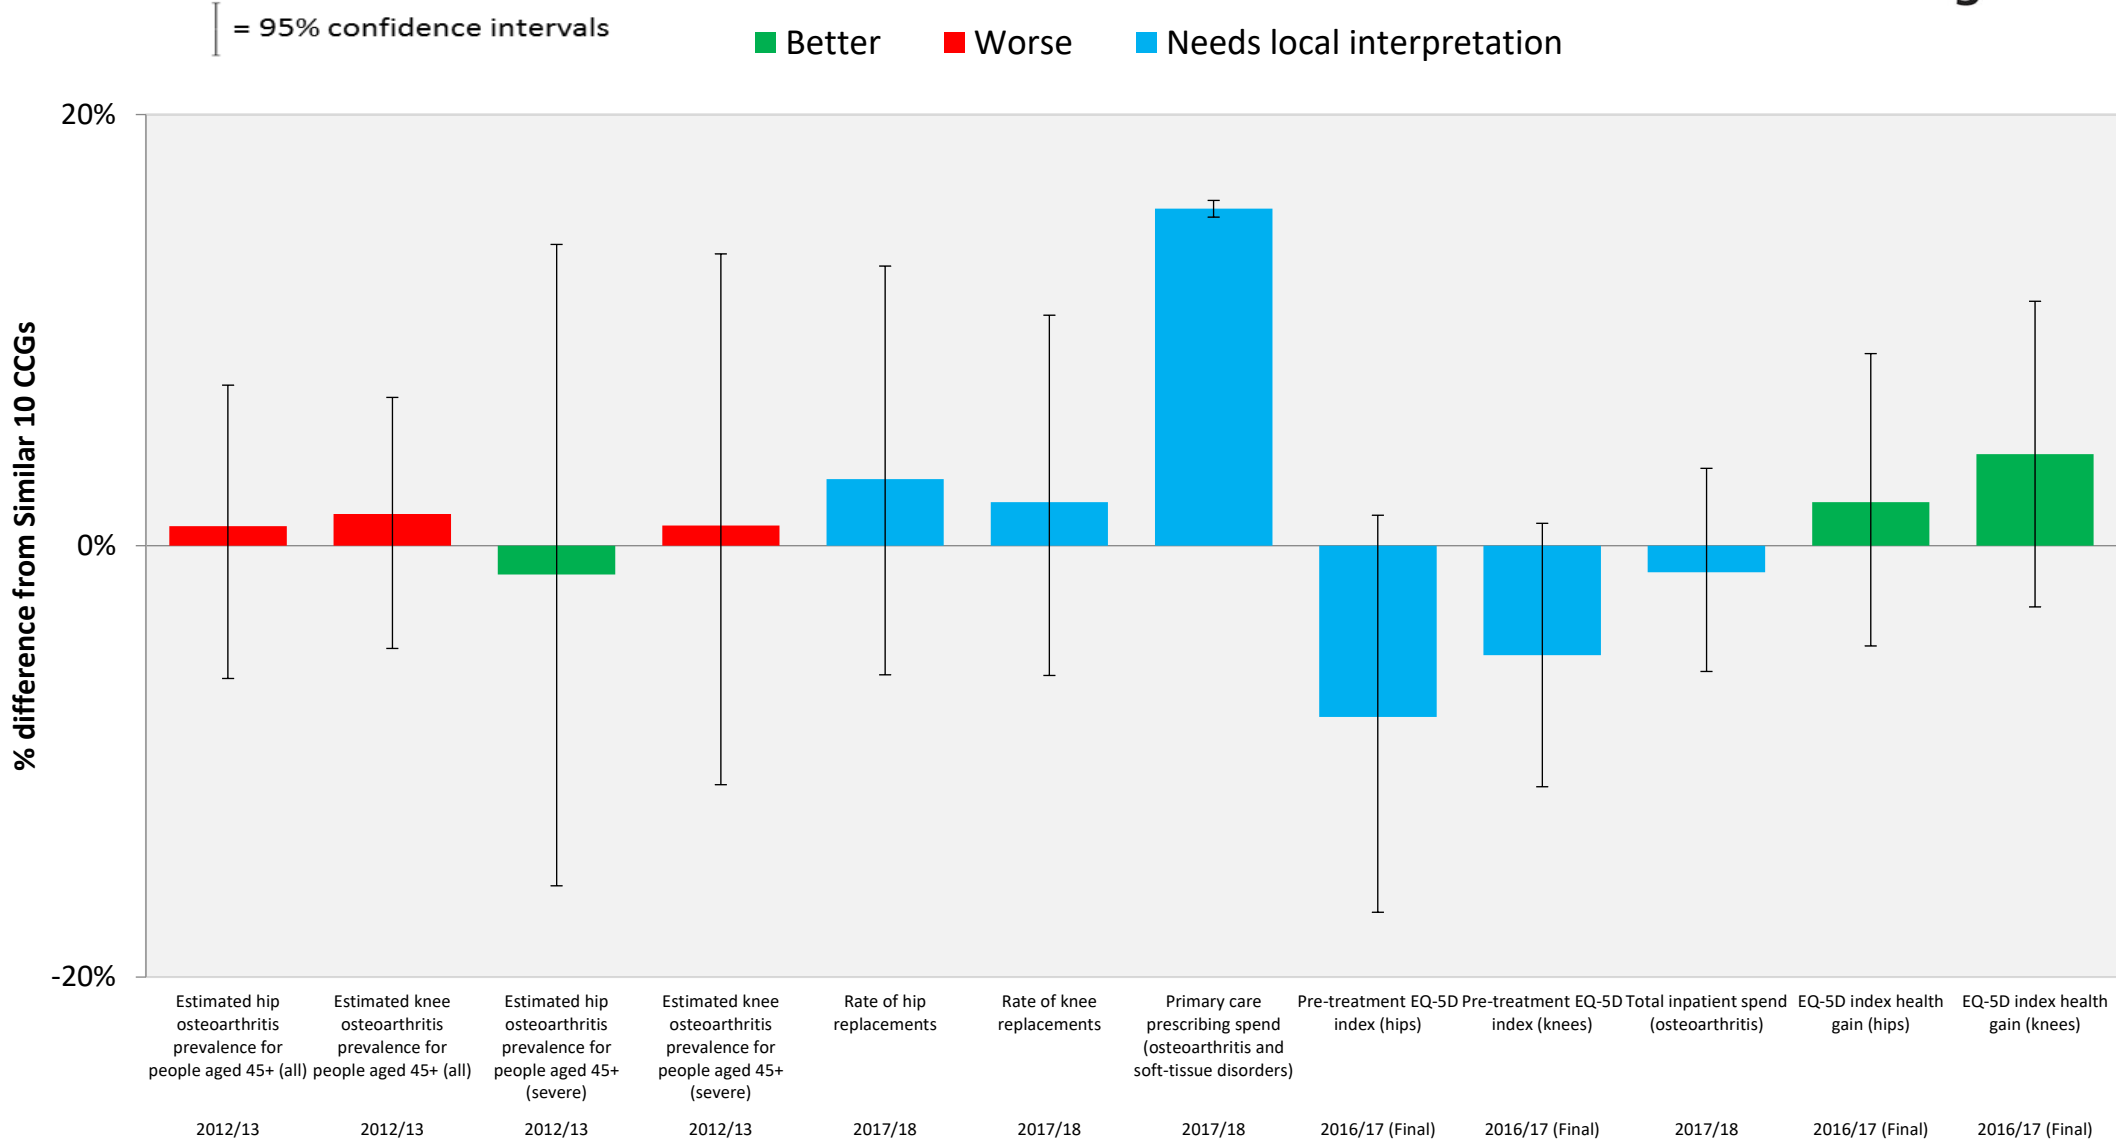 = 95% confidence intervals
Better
Worse
Needs local interpretation
20%
0%
-20%
% difference from Similar 10 CCGs
Estimated hip
osteoarthritis
prevalence for
people aged 45+ (all)
2012/13
Estimated knee
osteoarthritis
prevalence for
people aged 45+ (all)
2012/13
Estimated hip
osteoarthritis
prevalence for
people aged 45+
(severe)
2012/13
Estimated knee
osteoarthritis
prevalence for
people aged 45+
(severe)
2012/13
Rate of hip
replacements
2017/18
Rate of knee
replacements
2017/18
Primary care
prescribing spend
(osteoarthritis and
soft-tissue disorders)
2017/18
Pre-treatment EQ-5D
index (hips)
2016/17 (Final)
Pre-treatment EQ-5D
index (knees)
2016/17 (Final)
Total inpatient spend
(osteoarthritis)
2017/18
EQ-5D index health
gain (hips)
2016/17 (Final)
EQ-5D index health
gain (knees)
2016/17 (Final)